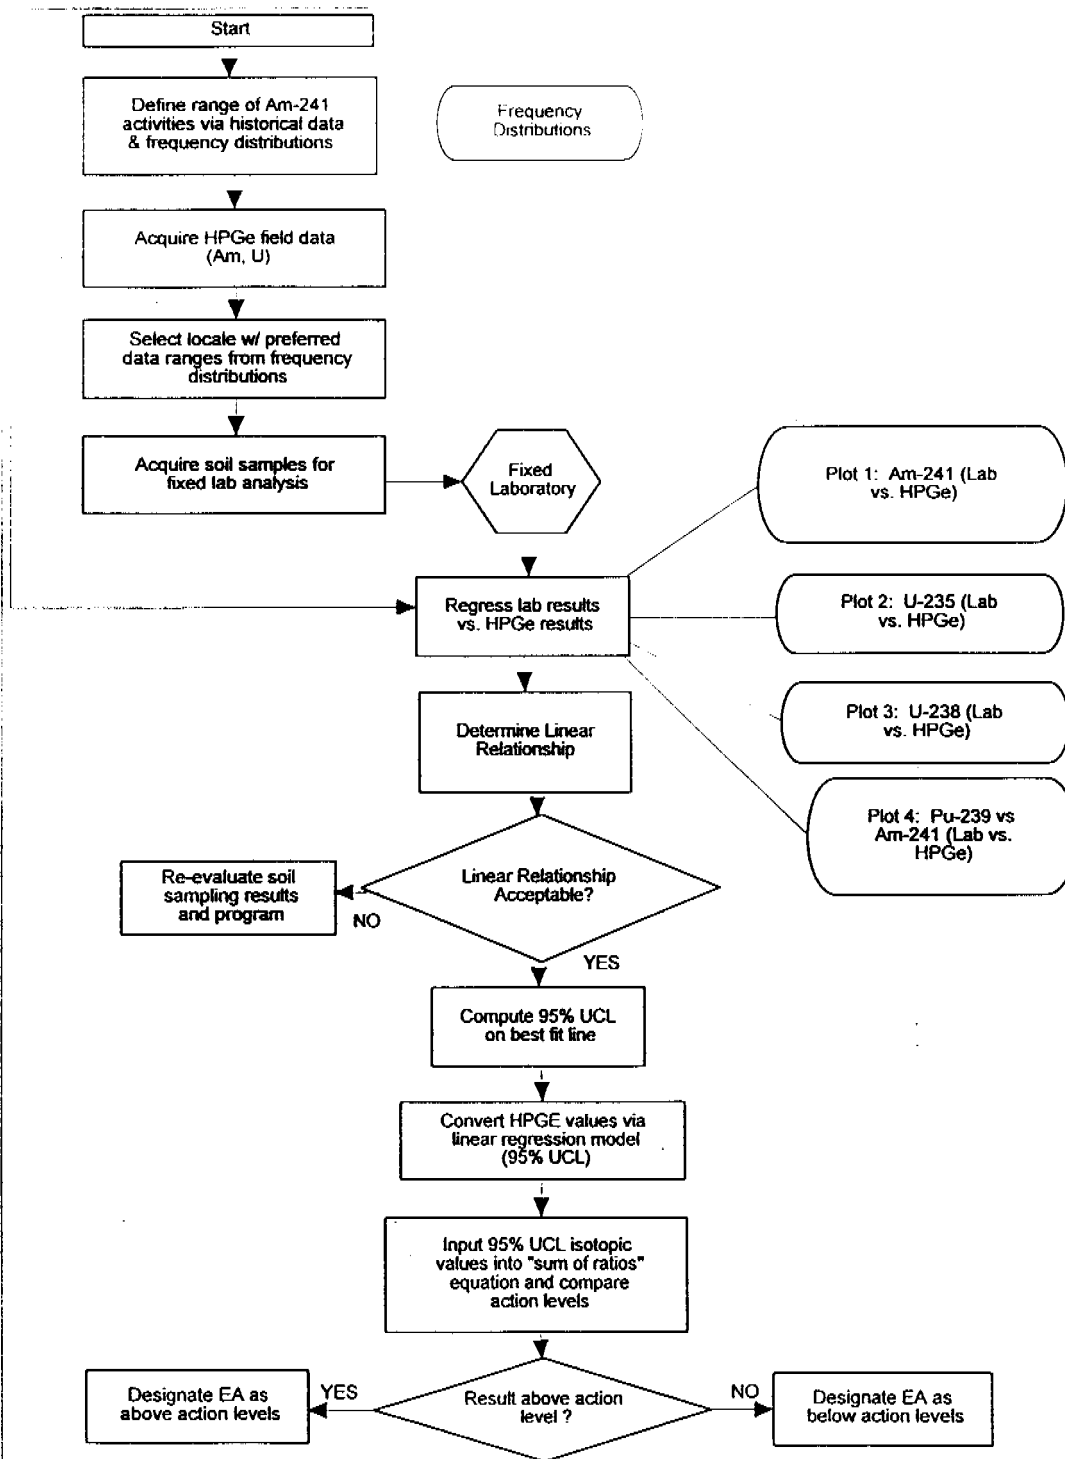 Start
Define range of Am-241
activities via historical data
& frequency distributions
Frequency
Distributions
Acquire HPGe field data
(Am, U)
Select locale w/ preferred
data ranges from frequency
distributions
Acquire soil samples for
fixed lab analysis
Fixed
Laboratory
Plot 1: Am-241 (Lab
vs. HPGe)
Regress lab results
vs. HPGe results
Plot 2: U-235 (Lab
vs. HPGe)
Plot 3: U-238 (Lab
vs. HPGe)
Determine Linear
Relationship
Plot 4: Pu-239 vs
Am-241 (Lab vs.
HPGe)
Linear Relationship
Acceptable?
Re-evaluate soil
sampling results
and program
NO
YES
Compute 95% UCL
on best fit line
Convert HPGE values via
linear regression model
(95% UCL)
Input 95% UCL isotopic
values into "sum of ratios"
equation and compare
action levels
Result above action
level ?
YES
NO
Designate EA as
above action levels
Designate EA as
below action levels